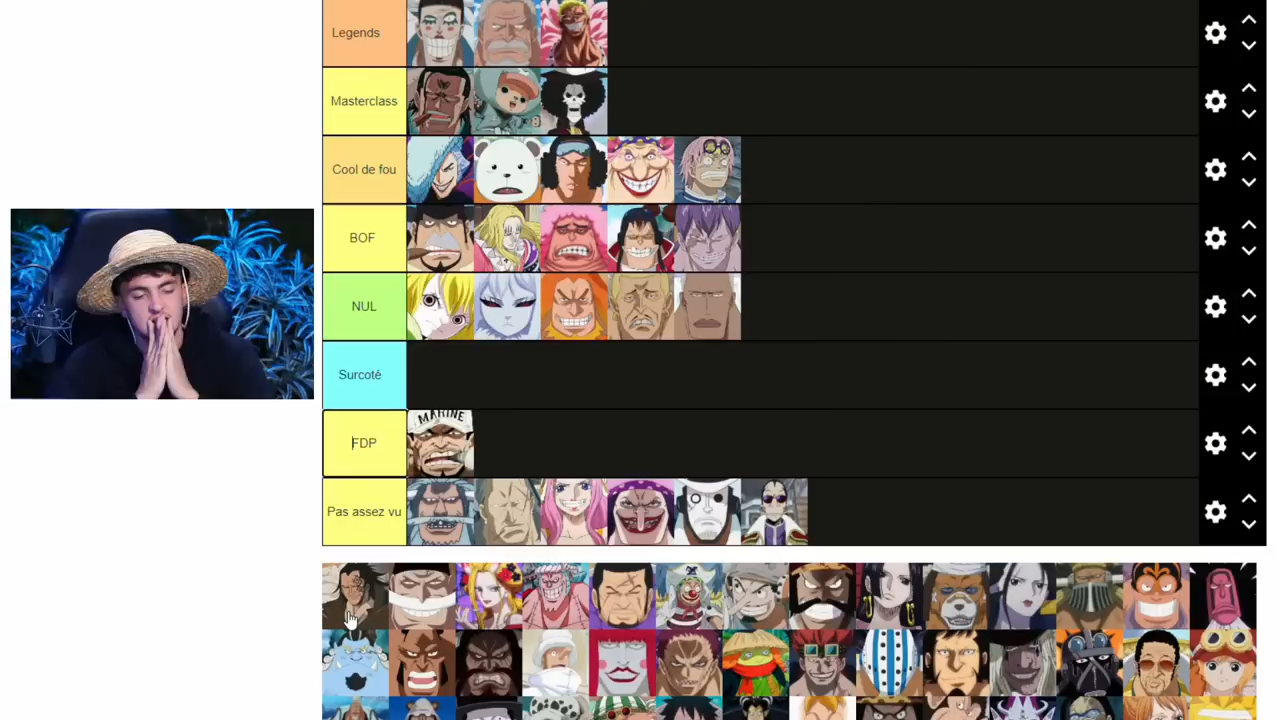 Legends
Masterclass
Cool de fou
BOF
NUL
Surcoté
FDP
MARINE
Pas assez vu